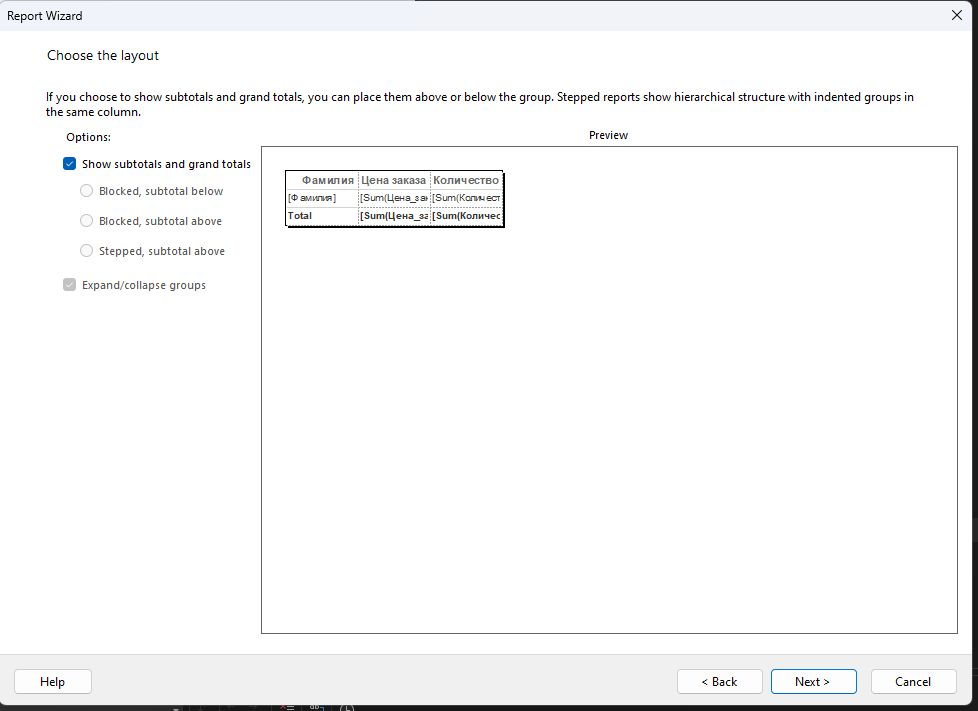 Report Wizard
Choose the layout
If you choose to show subtotals and grand totals, you can place them above or below the group. Stepped reports show hierarchical structure with indented groups in
the same column.
Options:
Preview
Show subtotals and grand totals
Blocked, subtotal below
Blocked, subtotal above
Stepped, subtotal above
Expand/collapse groups
Фамилия Цена заказа Количество
[Фамилия] [Sum(Цена_зак [Sum(Количест
Total [Sum(Цена_за [Sum(Количес
Help
< Back
Next >
Cancel